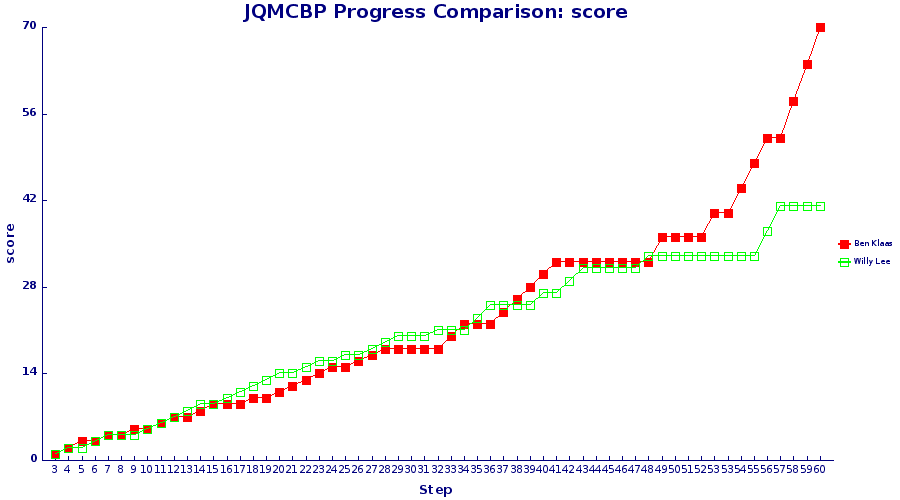 JQMCBP Progress Comparison: score
70
56
42
28
14
0
score
3 4 5 6 7 8 9 10 11 12 13 14 15 16 17 18 19 20 21 22 23 24 25 26 27 28 29 30 31 32 33 34 35 36 37 38 39 40 41 42 43 44 45 46 47 48 49 50 51 52 53 54 55 56 57 58 59 60
Step
Ben Klaas
Willy Lee